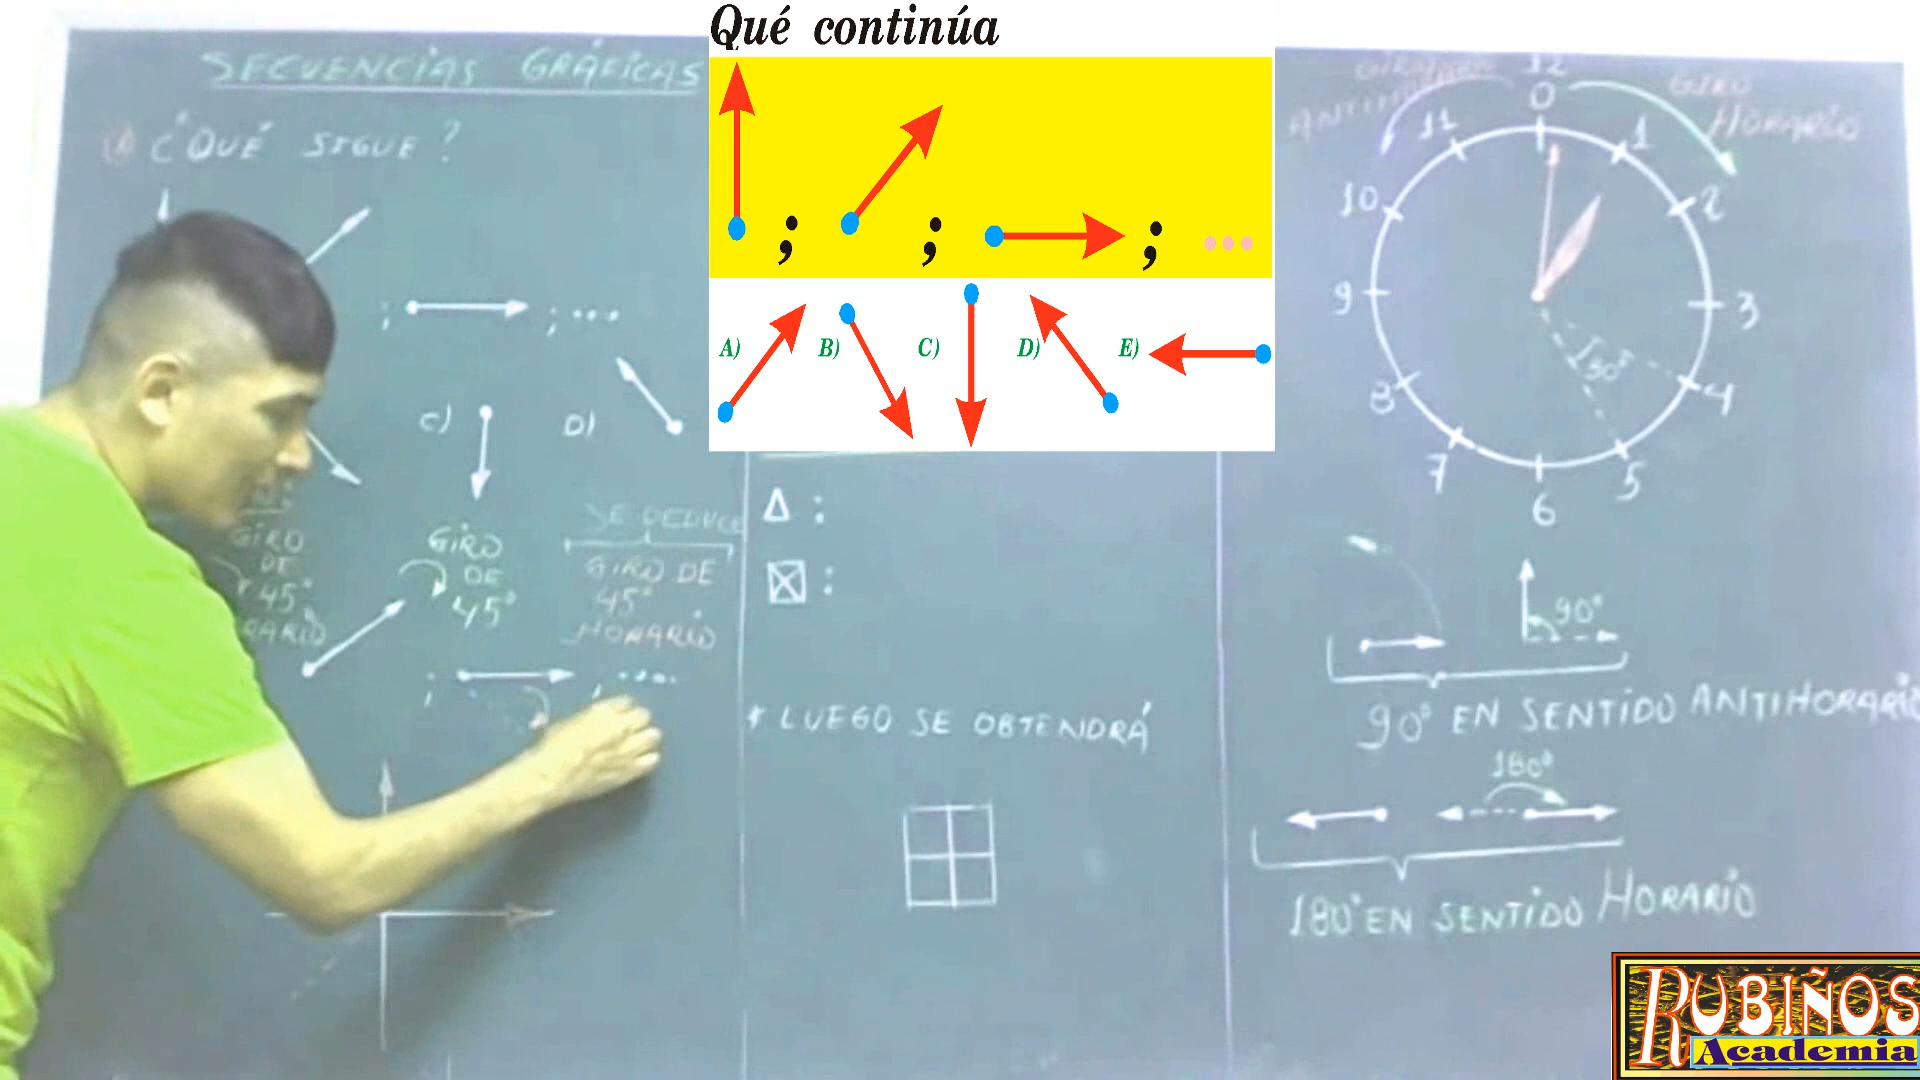 Qué continúa
; ; ; ...
A) B) C) D) E)
SECUENCIAS GRÁFICAS
¿QUÉ SIGUE?
; ; ....
C) D)
GIRO
DE
45°
GIRO
DE
45°
SE DEDUCE
GIRO DE
45°
HORARIO
; ; ....
Δ :
:
* LUEGO SE OBTENDRÁ
GIRO
HORARIO
12
0
1
2
3
4
5
6
7
8
9
10
11
30°
90°
90° EN SENTIDO ANTIHORARIO
180°
180° EN SENTIDO HORARIO
RUBIÑOS
Academia